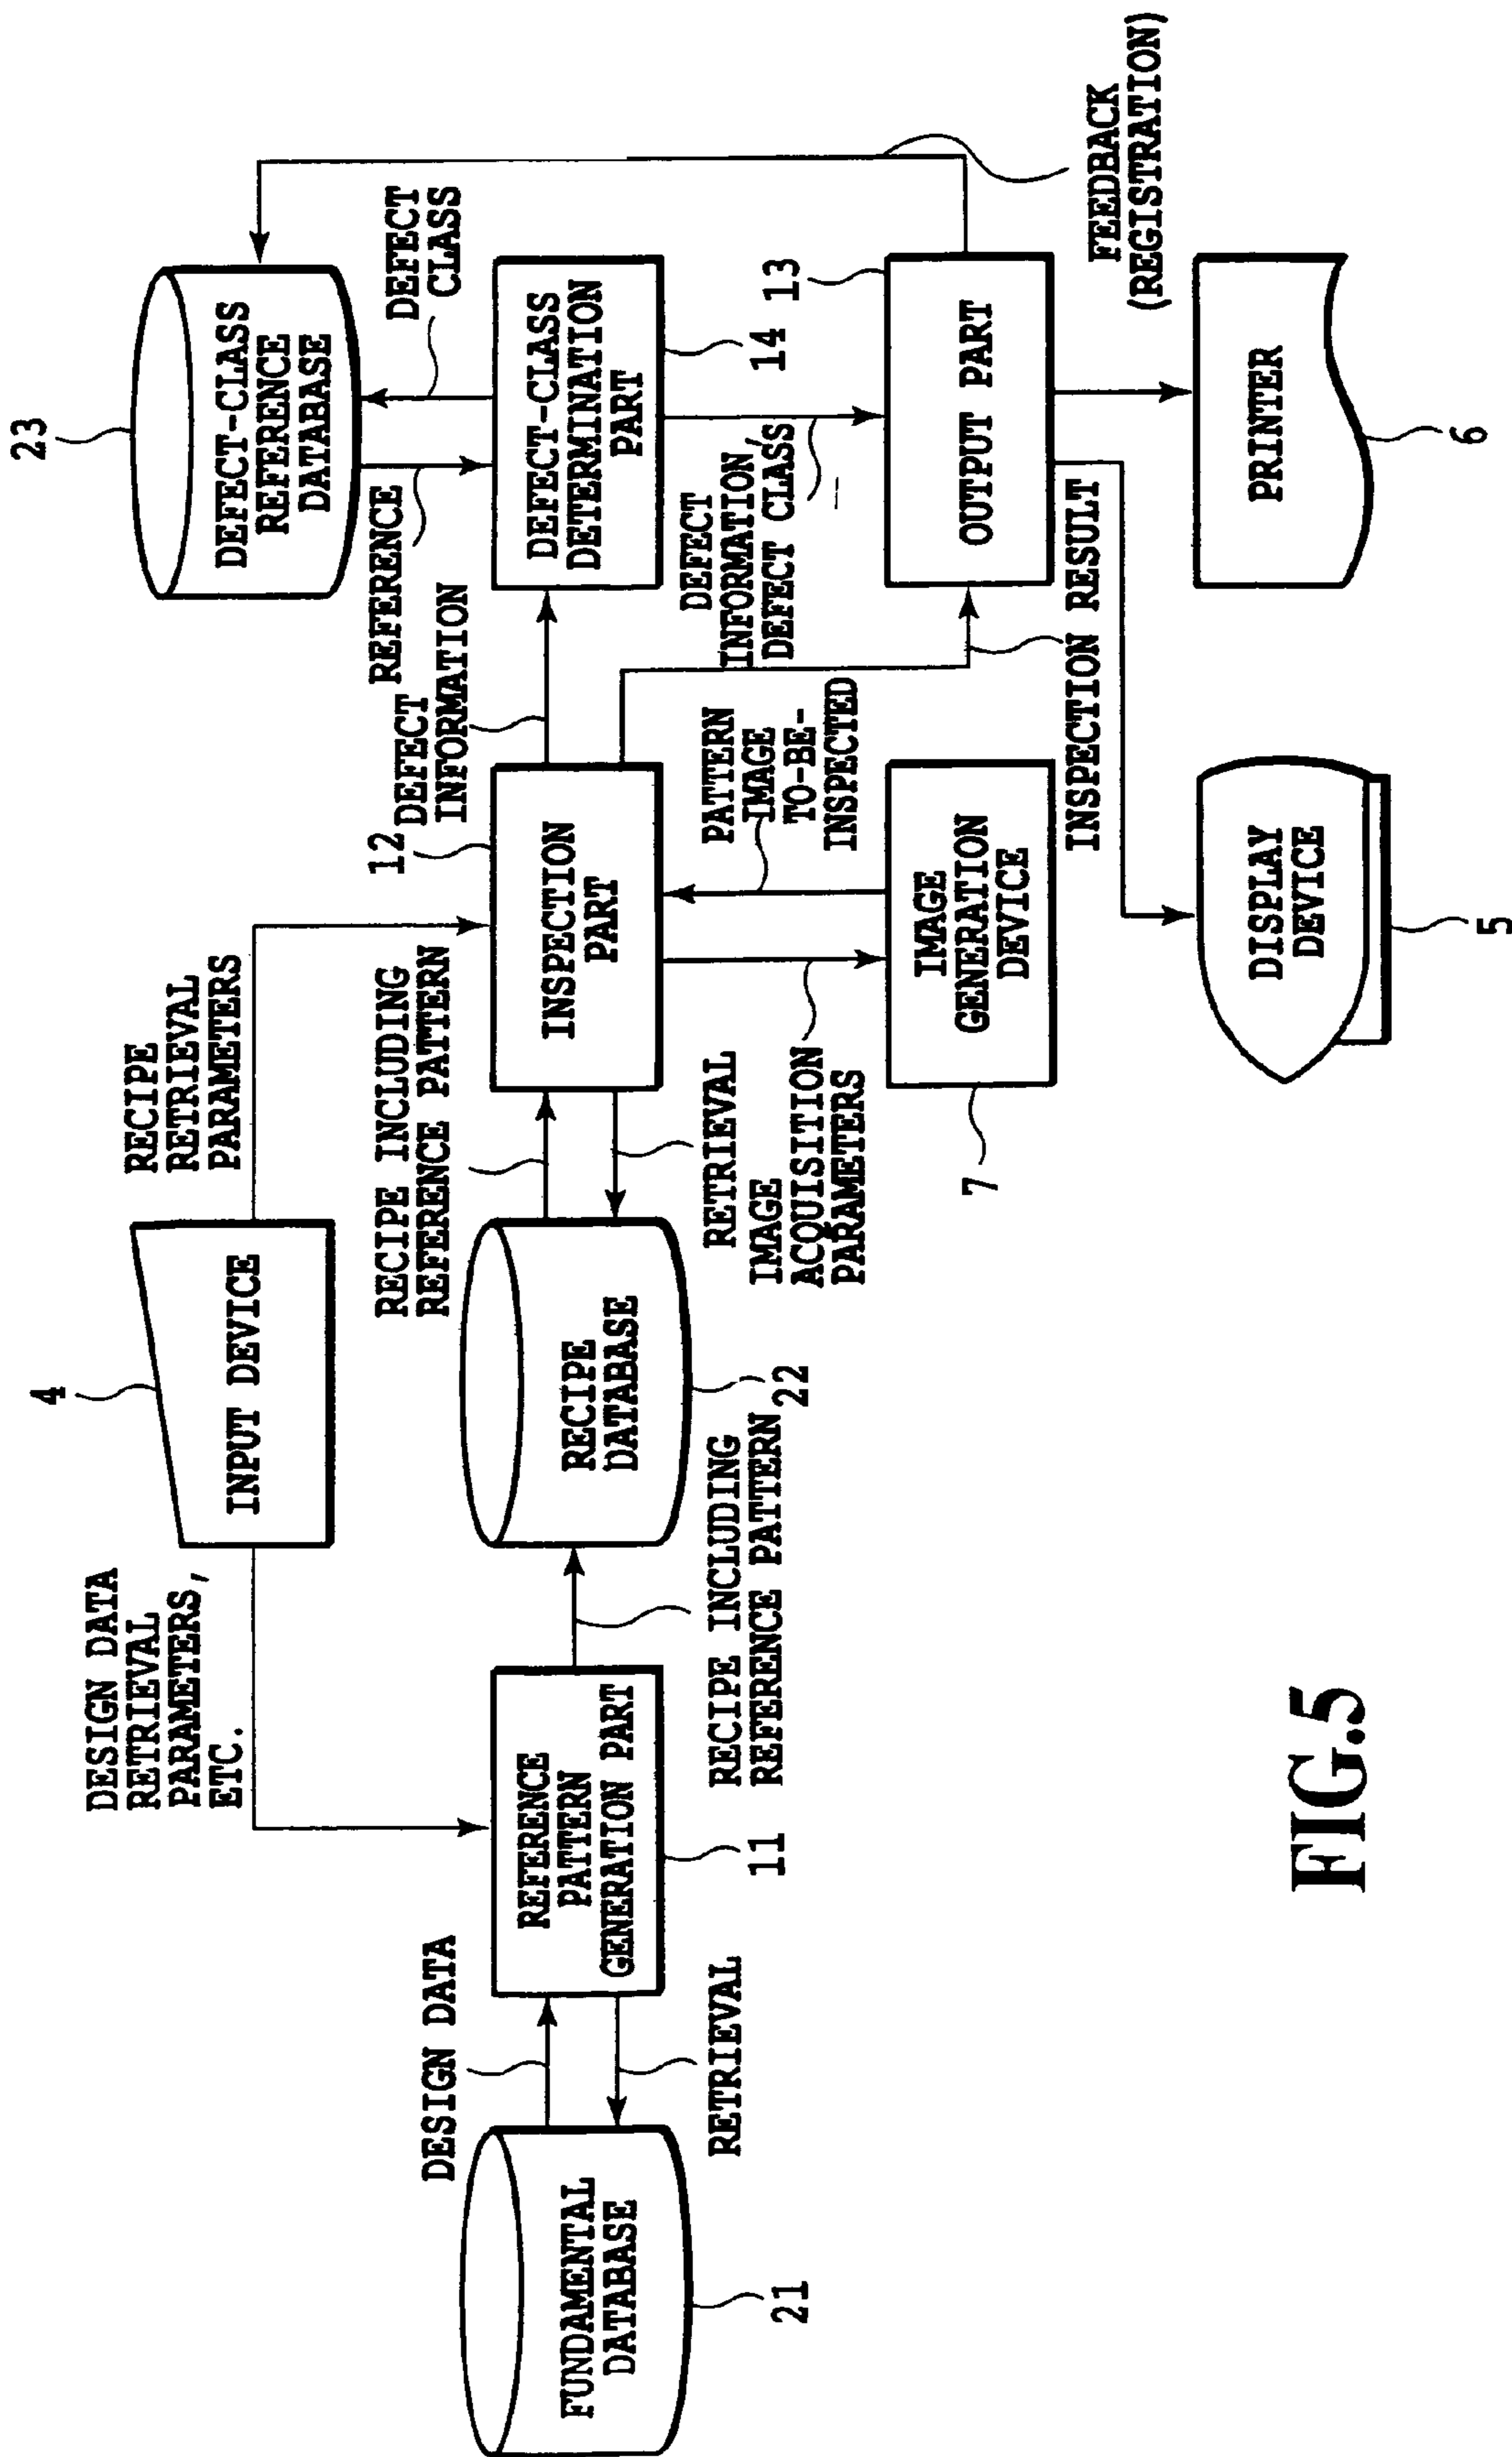 23
DEFECT-CLASS
REFERENCE
DATABASE
DEFECT
CLASS
REFERENCE
DEFECT
INFORMATION
DEFECT-CLASS
DETERMINATION
PART
14
DEFECT
INFORMATION,
DEFECT CLASS
13
OUTPUT PART
FEEDBACK
(REGISTRATION)
PRINTER
6
4
INPUT DEVICE
RECIPE
RETRIEVAL
PARAMETERS
12
INSPECTION
PART
RECIPE INCLUDING
REFERENCE PATTERN
RETRIEVAL
PATTERN
IMAGE
TO-BE-
INSPECTED
IMAGE
ACQUISITION
PARAMETERS
IMAGE
GENERATION
DEVICE
7
INSPECTION RESULT
DISPLAY
DEVICE
5
DESIGN DATA
RETRIEVAL
PARAMETERS,
ETC.
RECIPE
DATABASE
22
RECIPE INCLUDING
REFERENCE PATTERN
REFERENCE
PATTERN
GENERATION PART
11
DESIGN DATA
RETRIEVAL
FUNDAMENTAL
DATABASE
21
FIG.5